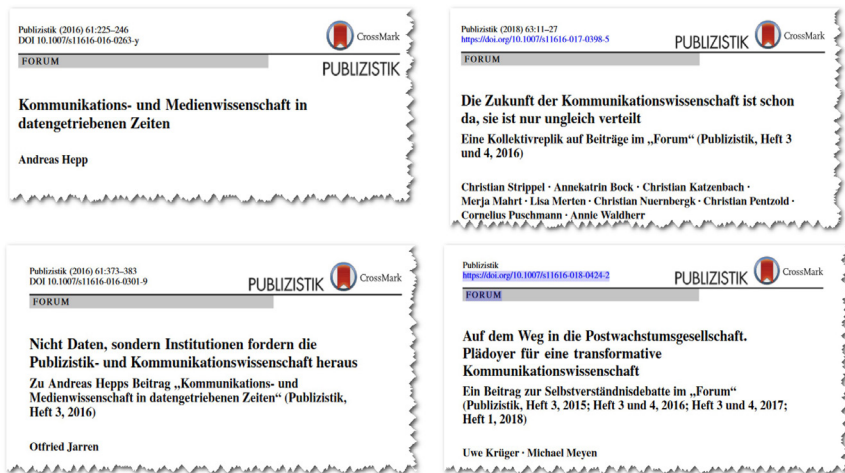 Publizistik (2016) 61:225–246
DOI 10.1007/s11616-016-0263-y
CrossMark
FORUM
PUBLIZISTIK
Kommunikations- und Medienwissenschaft in
datengetriebenen Zeiten
Andreas Hepp
Publizistik (2018) 63:11–27
https://doi.org/10.1007/s11616-017-0398-5
PUBLIZISTIK
CrossMark
FORUM
Die Zukunft der Kommunikationswissenschaft ist schon
da, sie ist nur ungleich verteilt
Eine Kollektivreplik auf Beiträge im „Forum“ (Publizistik, Heft 3
und 4, 2016)
Christian Strippel · Annekatrin Bock · Christian Katzenbach ·
Merja Mahrt · Lisa Merten · Christian Nuernbergk · Christian Pentzold ·
Cornelius Puschmann · Annie Waldherr
Publizistik (2016) 61:373–383
DOI 10.1007/s11616-016-0301-9
PUBLIZISTIK
CrossMark
FORUM
Nicht Daten, sondern Institutionen fordern die
Publizistik- und Kommunikationswissenschaft heraus
Zu Andreas Hepps Beitrag „Kommunikations- und
Medienwissenschaft in datengetriebenen Zeiten“ (Publizistik,
Heft 3, 2016)
Otfried Jarren
Publizistik
https://doi.org/10.1007/s11616-018-0424-2
PUBLIZISTIK
CrossMark
FORUM
Auf dem Weg in die Postwachstumsgesellschaft.
Plädoyer für eine transformative
Kommunikationswissenschaft
Ein Beitrag zur Selbstverständnisdebatte im „Forum“
(Publizistik, Heft 3, 2015; Heft 3 und 4, 2016; Heft 3 und 4, 2017;
Heft 1, 2018)
Uwe Krüger · Michael Meyen